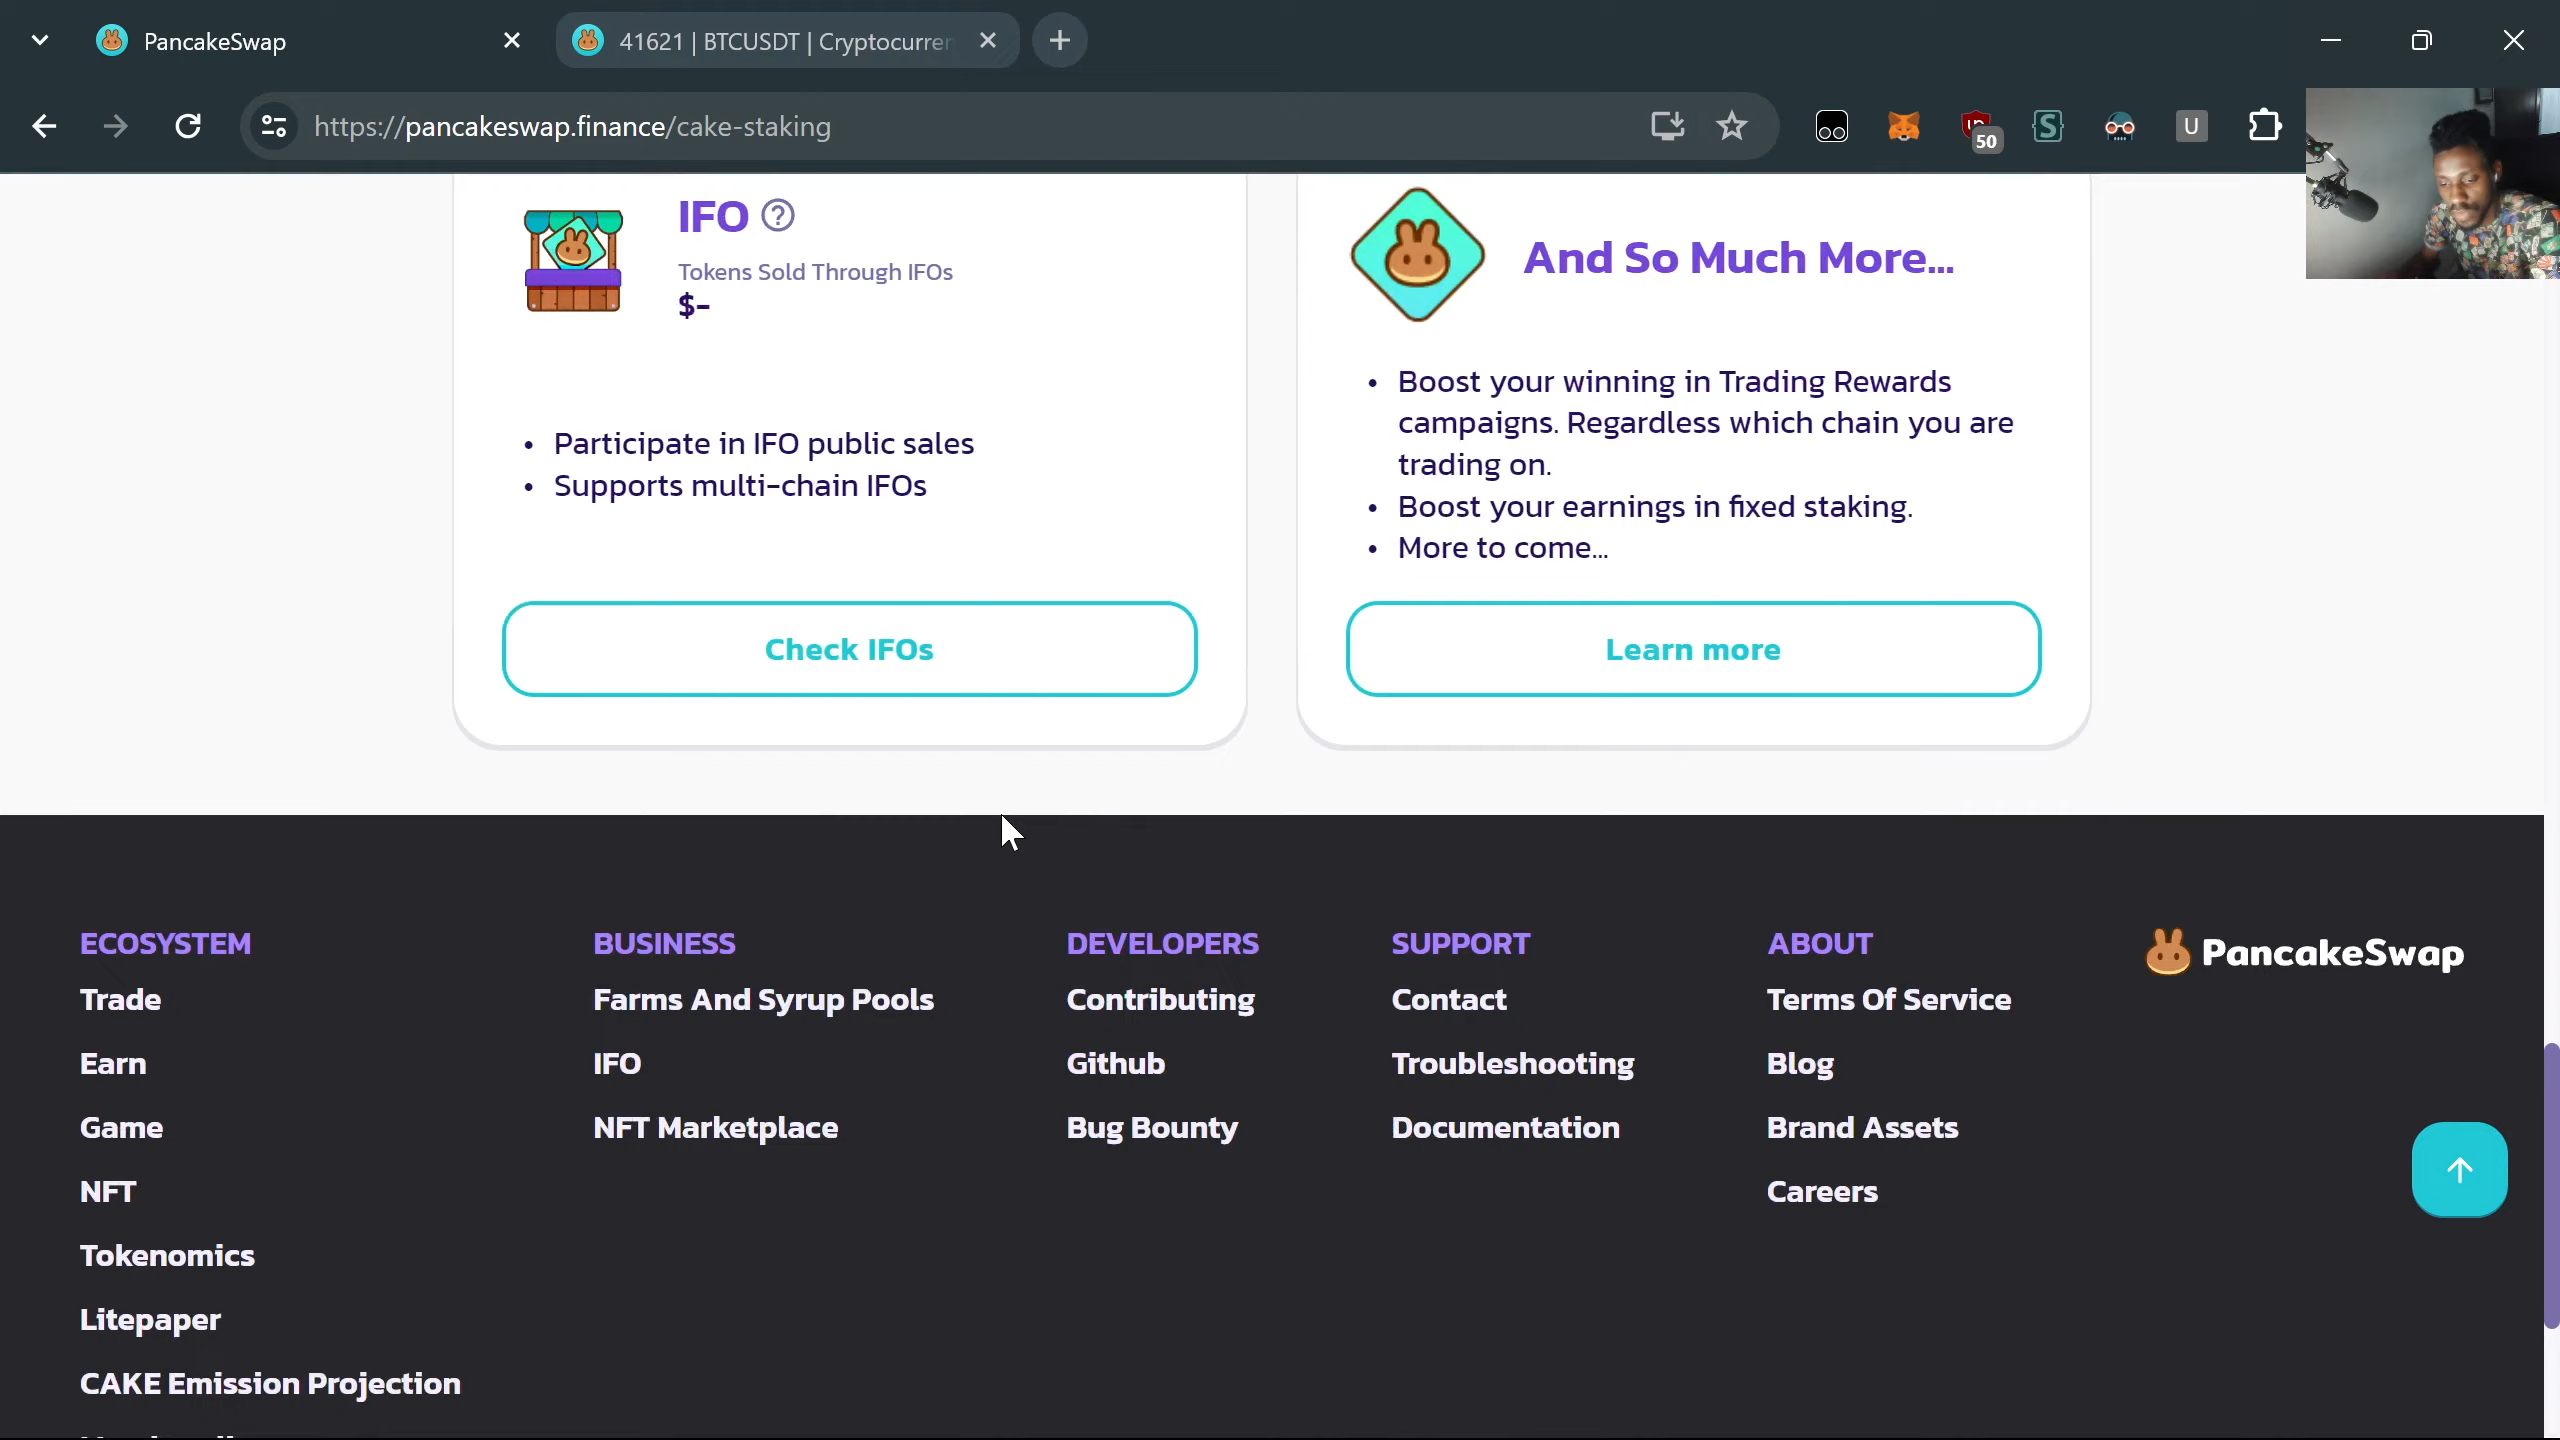 PancakeSwap
41621 | BTCUSDT | Cryptocurren
https://pancakeswap.finance/cake-staking
50
U
IFO
Tokens Sold Through IFOs
$-
• Participate in IFO public sales
• Supports multi-chain IFOs
Check IFOs
And So Much More...
• Boost your winning in Trading Rewards
campaigns. Regardless which chain you are
trading on.
• Boost your earnings in fixed staking.
• More to come...
Learn more
ECOSYSTEM
Trade
Earn
Game
NFT
Tokenomics
Litepaper
CAKE Emission Projection
BUSINESS
Farms And Syrup Pools
IFO
NFT Marketplace
DEVELOPERS
Contributing
Github
Bug Bounty
SUPPORT
Contact
Troubleshooting
Documentation
ABOUT
Terms Of Service
Blog
Brand Assets
Careers
PancakeSwap